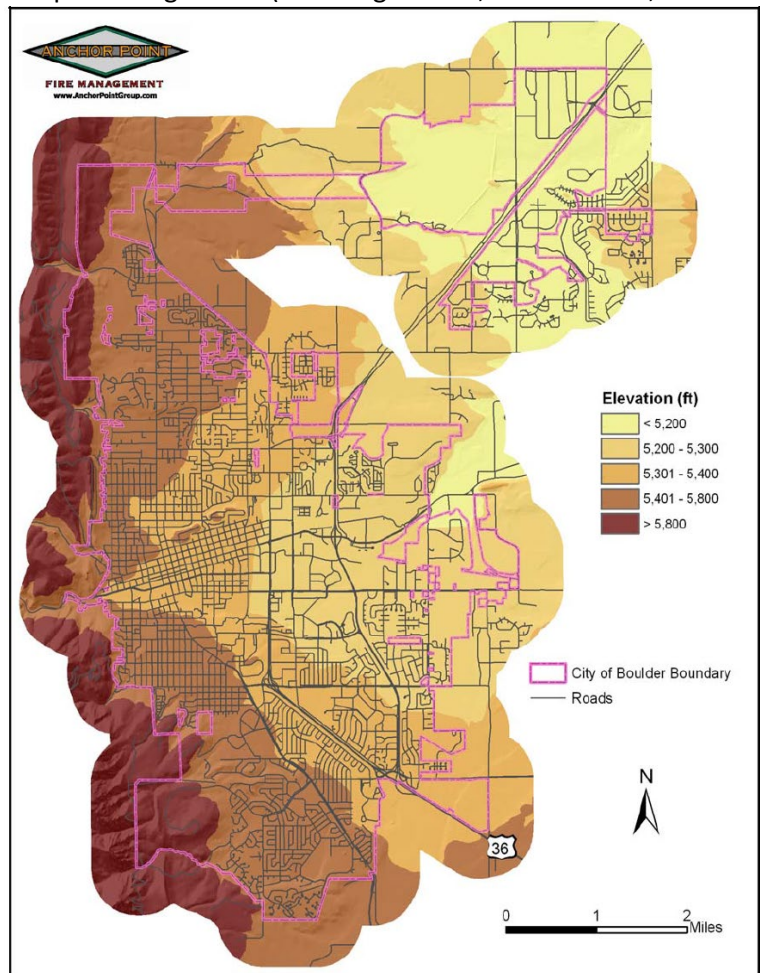 ANCHOR POINT
FIRE MANAGEMENT
www.AnchorPointGroup.com
Elevation (ft)
< 5,200
5,200 - 5,300
5,301 - 5,400
5,401 - 5,800
> 5,800
City of Boulder Boundary
Roads
N
36
0 1 2
Miles